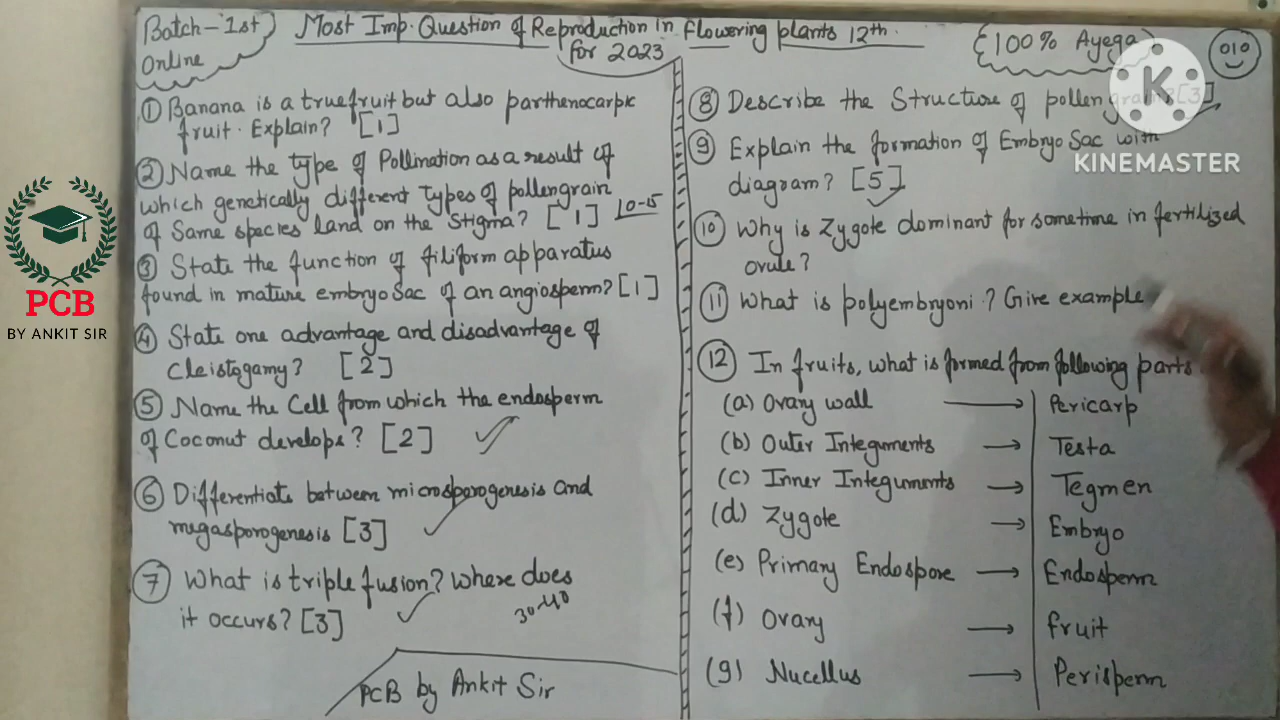 Batch-1st
Online
Most Imp. Question of Reproduction in flowering plants 12th.
for 2023
100% Ayega
010
① Banana is a true fruit but also parthenocarpic
fruit. Explain? [1]
② Name the type of Pollination as a result of
which genetically different types of pollengrain
of Same species land on the Stigma? [1] 10-15
③ State the function of filiform apparatus
found in mature embryo Sac of an angiosperm? [1]
④ State one advantage and disadvantage of
Cleistogamy? [2]
⑤ Name the Cell from which the endosperm
of Coconut develops? [2]
⑥ Differentiate between microsporogenesis and
megasporogenesis [3]
⑦ What is triple fusion? Where does
it occurs? [3] 30-40
PCB by Ankit Sir
⑧ Describe the Structure of pollengrain? [3]
⑨ Explain the formation of Embryo Sac with
diagram? [5]
⑩ Why is Zygote dominant for sometime in fertilized
ovule?
⑪ What is polyembryoni? Give example
⑫ In fruits, what is formed from following parts
(a) Ovary wall → Pericarp
(b) Outer Integuments → Testa
(c) Inner Integuments → Tegmen
(d) Zygote → Embryo
(e) Primary Endospore → Endosperm
(f) Ovary → fruit
(g) Nucellus → Perisperm
PCB
BY ANKIT SIR
K
KINEMASTER